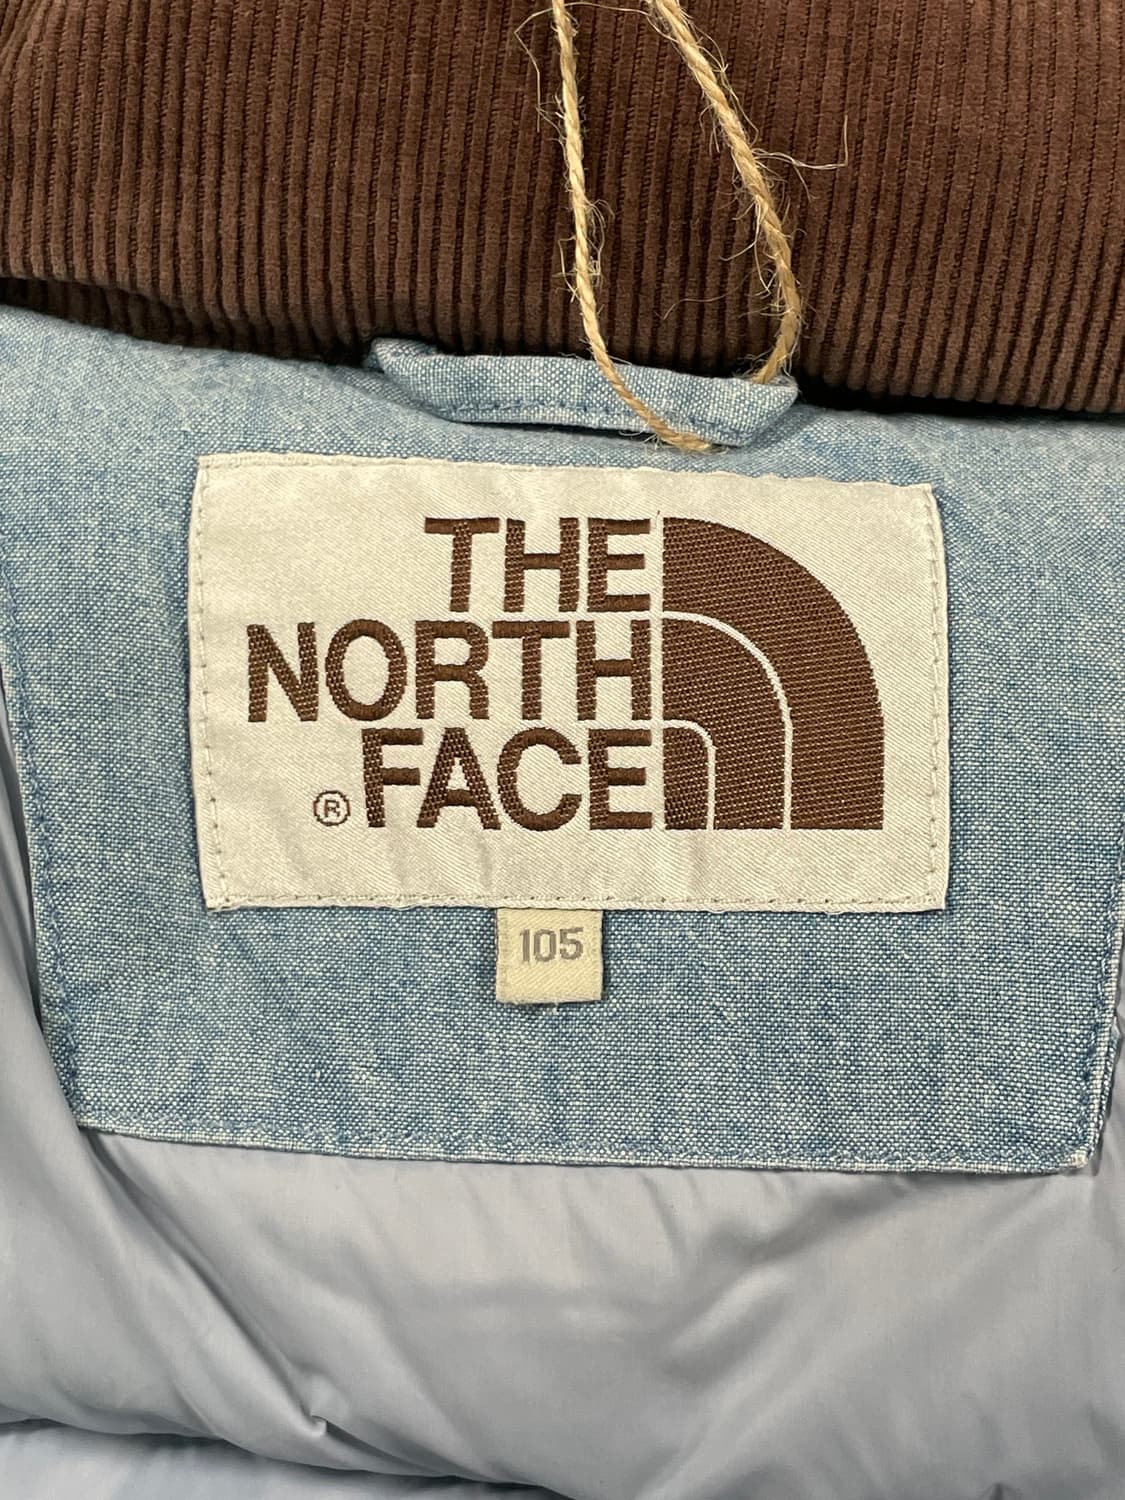 THE
NORTH
® FACE
105